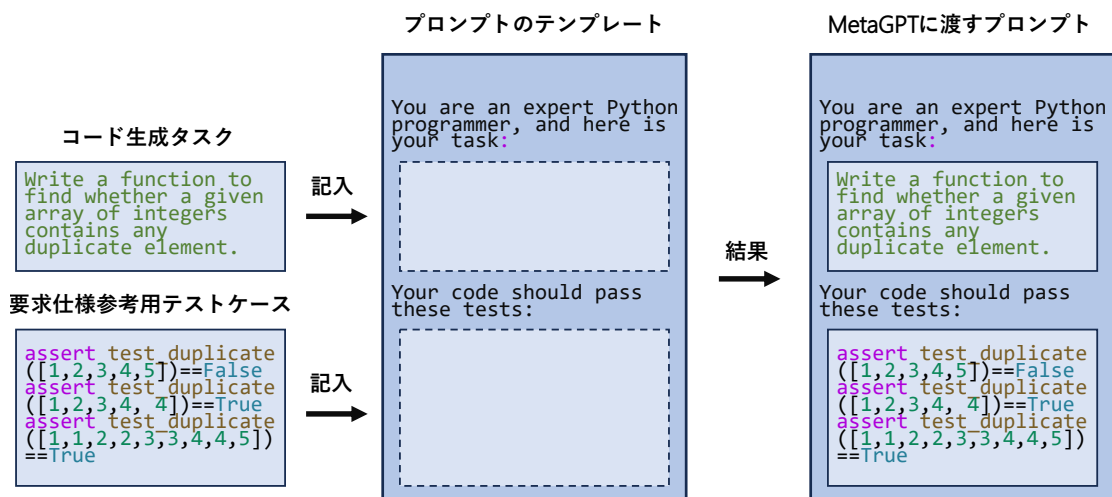 コード生成タスク
Write a function to
find whether a given
array of integers
contains any
duplicate element.
要求仕様参考用テストケース
assert test_duplicate
([1,2,3,4,5])==False
assert test_duplicate
([1,2,3,4, 4])==True
assert test_duplicate
([1,1,2,2,3,3,4,4,5])
==True
記入
記入
プロンプトのテンプレート
You are an expert Python
programmer, and here is
your task:
Your code should pass
these tests:
結果
MetaGPTに渡すプロンプト
You are an expert Python
programmer, and here is
your task:
Write a function to
find whether a given
array of integers
contains any
duplicate element.
Your code should pass
these tests:
assert test_duplicate
([1,2,3,4,5])==False
assert test_duplicate
([1,2,3,4, 4])==True
assert test_duplicate
([1,1,2,2,3,3,4,4,5])
==True